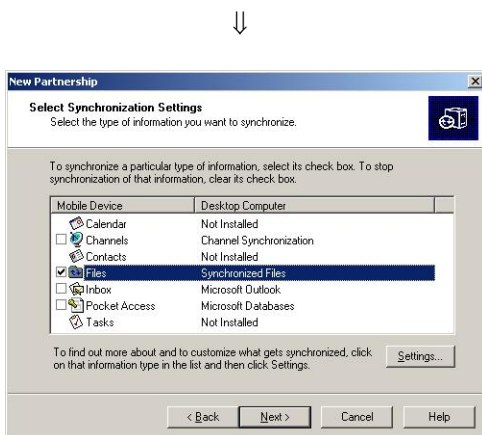 ⇓
New Partnership
Select Synchronization Settings
Select the type of information you want to synchronize.
To synchronize a particular type of information, select its check box. To stop
synchronization of that information, clear its check box.
Mobile Device Desktop Computer
Calendar Not Installed
Channels Channel Synchronization
Contacts Not Installed
Files Synchronized Files
Inbox Microsoft Outlook
Pocket Access Microsoft Databases
Tasks Not Installed
To find out more about and to customize what gets synchronized, click
on that information type in the list and then click Settings.
Settings...
< Back Next > Cancel Help